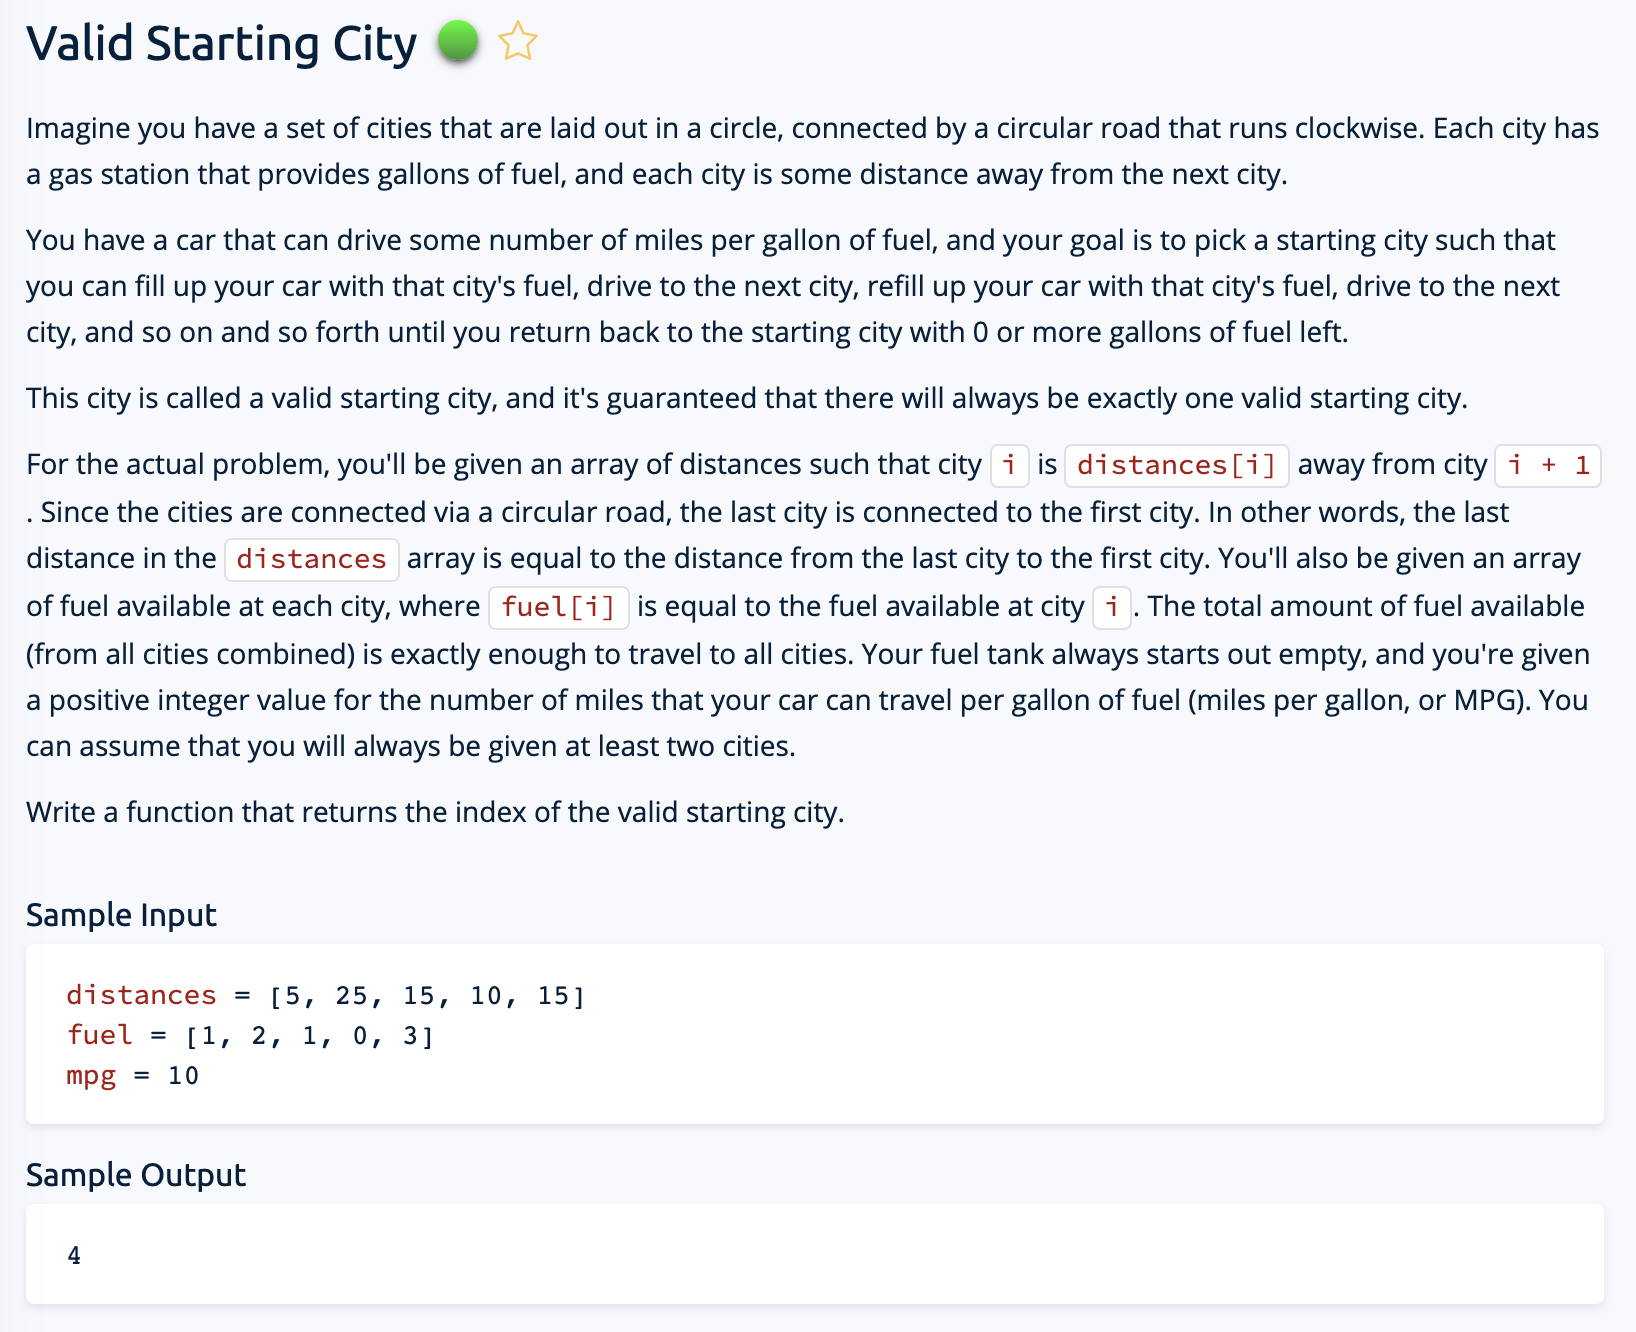 Valid Starting City
Imagine you have a set of cities that are laid out in a circle, connected by a circular road that runs clockwise. Each city has
a gas station that provides gallons of fuel, and each city is some distance away from the next city.
You have a car that can drive some number of miles per gallon of fuel, and your goal is to pick a starting city such that
you can fill up your car with that city's fuel, drive to the next city, refill up your car with that city's fuel, drive to the next
city, and so on and so forth until you return back to the starting city with 0 or more gallons of fuel left.
This city is called a valid starting city, and it's guaranteed that there will always be exactly one valid starting city.
For the actual problem, you'll be given an array of distances such that city i is distances[i] away from city i + 1
. Since the cities are connected via a circular road, the last city is connected to the first city. In other words, the last
distance in the distances array is equal to the distance from the last city to the first city. You'll also be given an array
of fuel available at each city, where fuel[i] is equal to the fuel available at city i. The total amount of fuel available
(from all cities combined) is exactly enough to travel to all cities. Your fuel tank always starts out empty, and you're given
a positive integer value for the number of miles that your car can travel per gallon of fuel (miles per gallon, or MPG). You
can assume that you will always be given at least two cities.
Write a function that returns the index of the valid starting city.
Sample Input
distances = [5, 25, 15, 10, 15]
fuel = [1, 2, 1, 0, 3]
mpg = 10
Sample Output
4